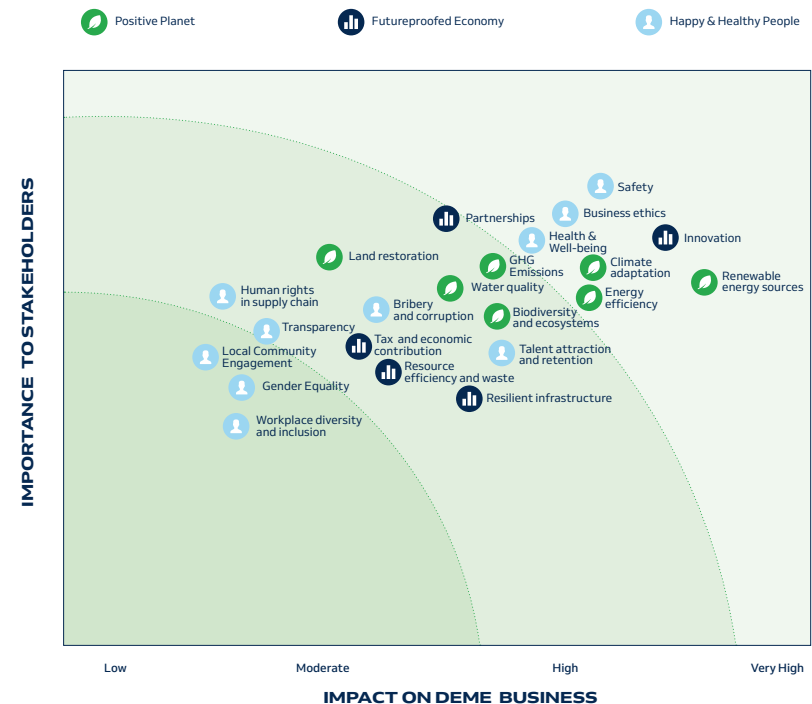 Positive Planet
Futureproofed Economy
Happy & Healthy People
IMPORTANCE TO STAKEHOLDERS
Safety
Business ethics
Partnerships
Health &
Well-being
Innovation
Land restoration
GHG
Emissions
Climate
adaptation
Renewable
energy sources
Water quality
Energy
efficiency
Human rights
in supply chain
Bribery
and corruption
Biodiversity
and ecosystems
Transparency
Tax and economic
contribution
Talent attraction
and retention
Local Community
Engagement
Resource
efficiency and waste
Gender Equality
Resilient infrastructure
Workplace diversity
and inclusion
Low
Moderate
High
Very High
IMPACT ON DEME BUSINESS